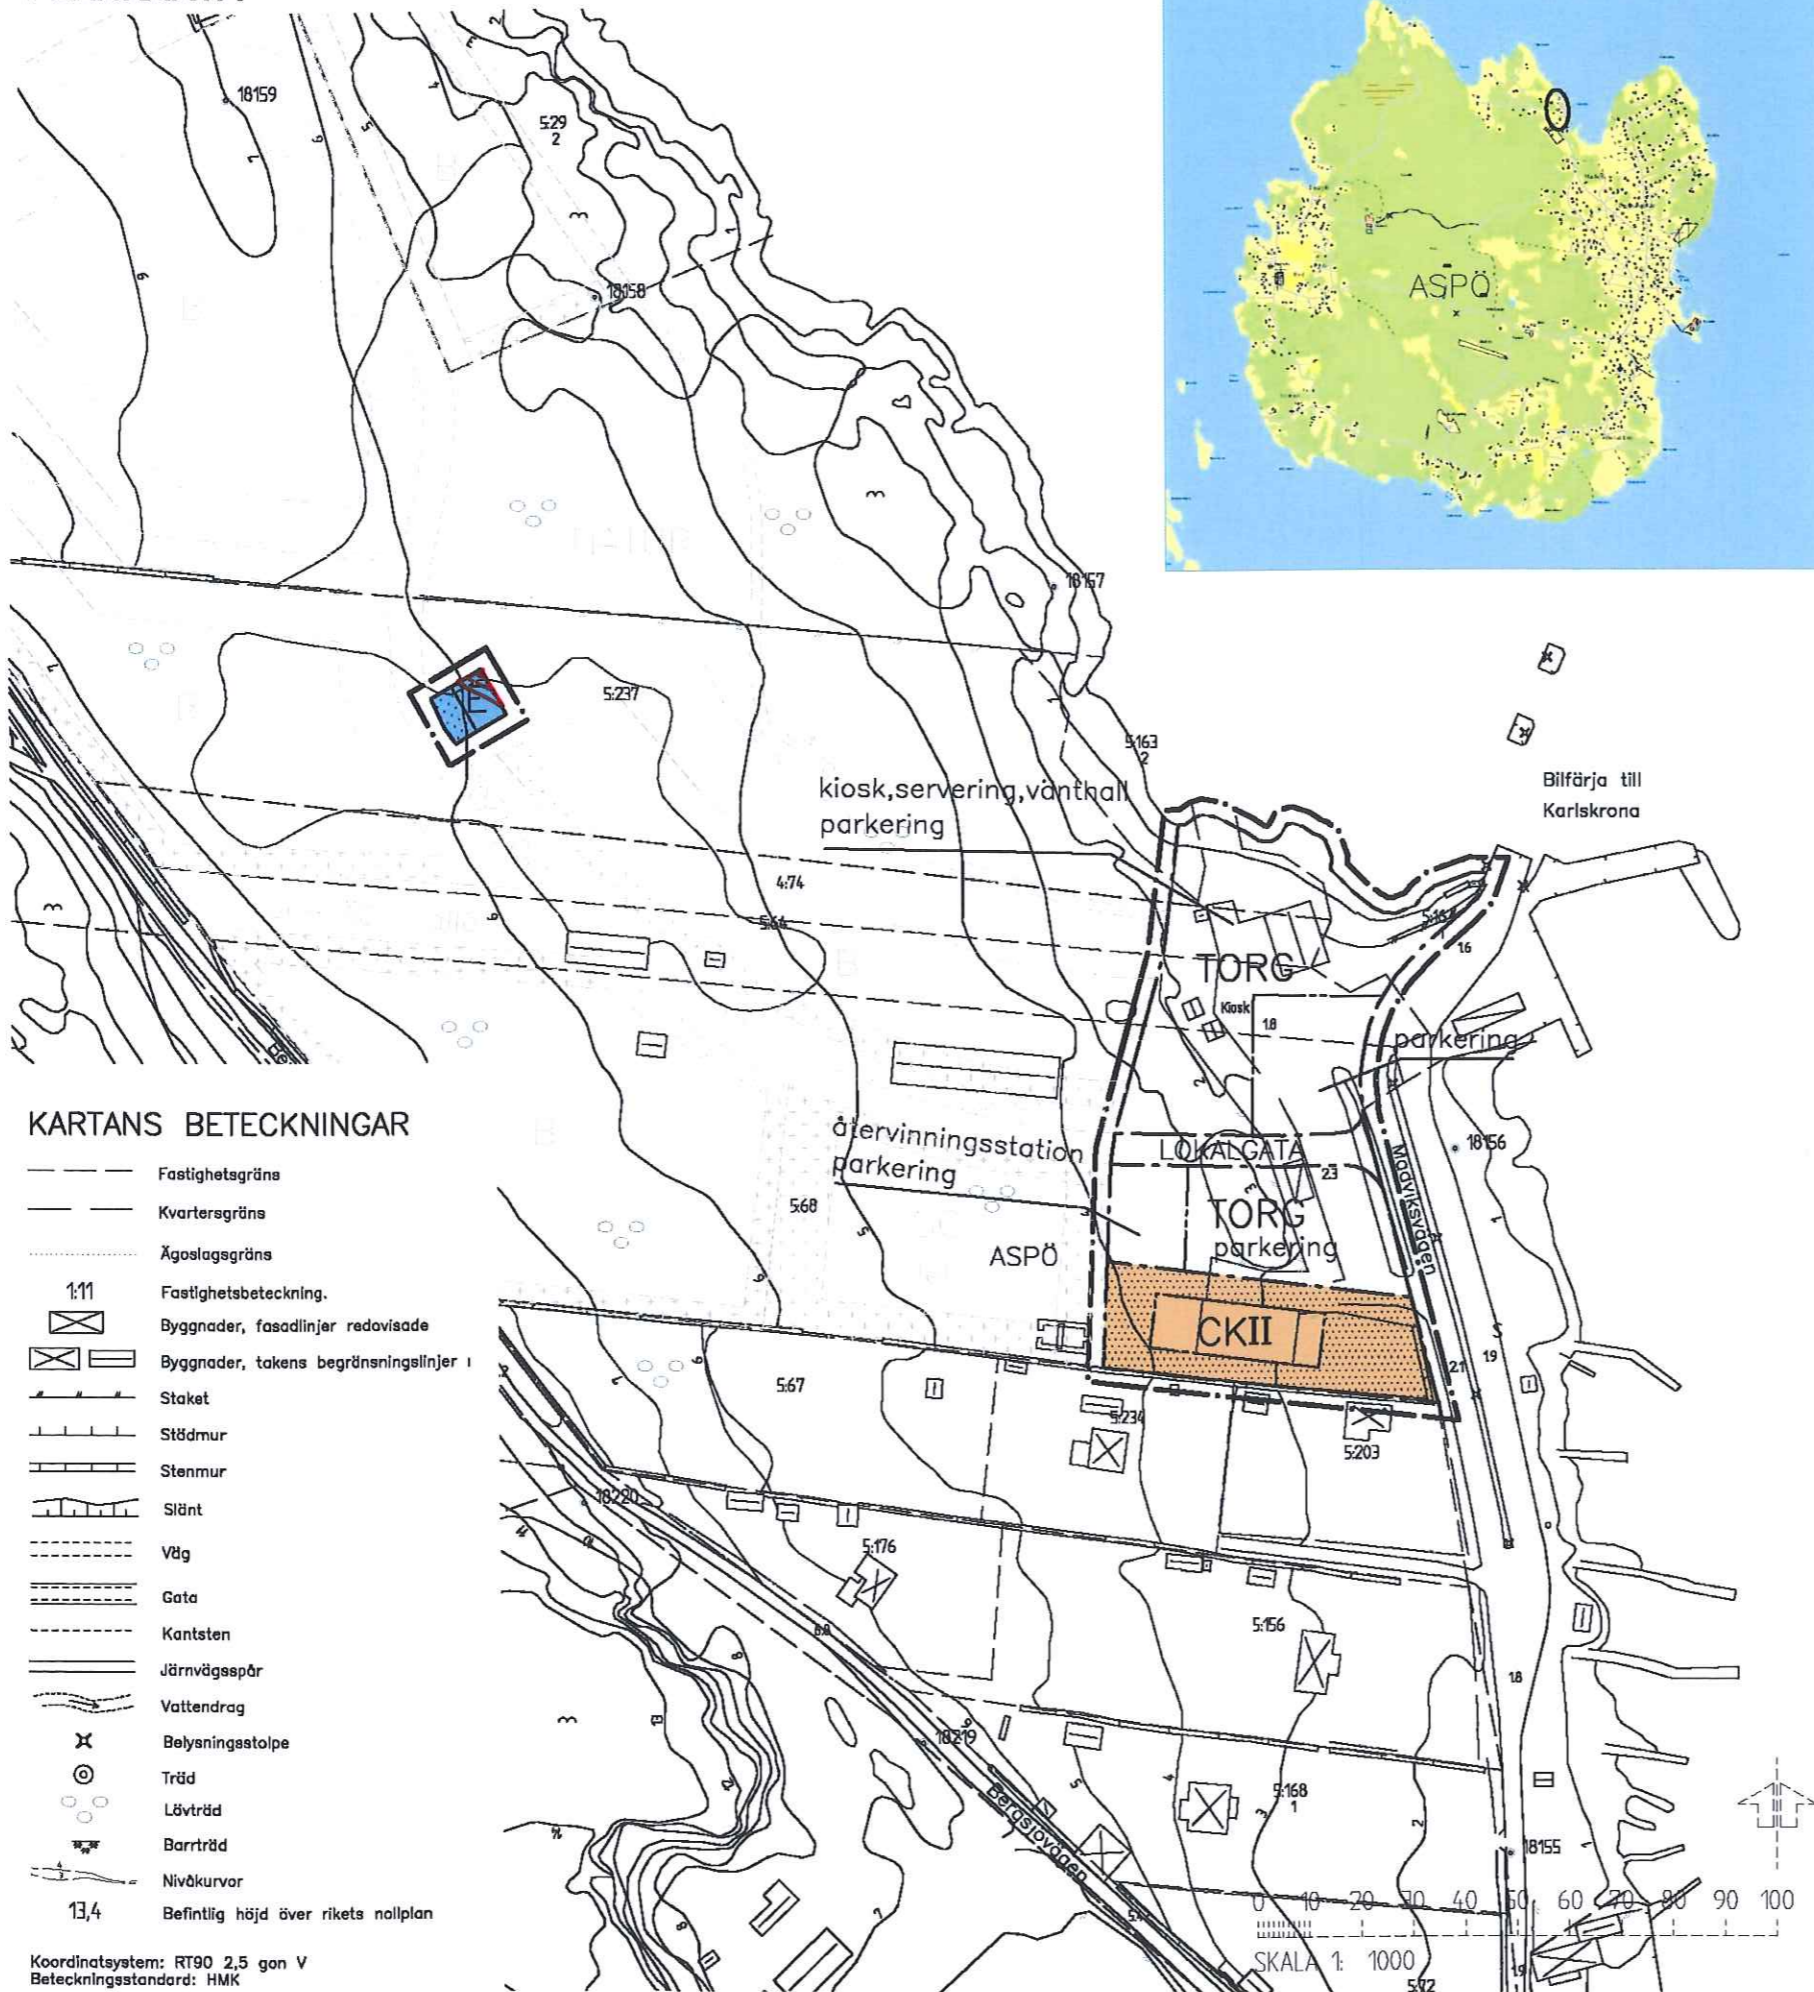 18159
5:29
2
18158
ASPÖ
18157
5:237
5:163
2
kiosk,servering,vänthall
parkering
Bilfärja till
Karlskrona
4:74
5:64
TORG
Kiosk
18
16
parkering
LOKALGATA
23
Madviksvägen
18156
återvinningsstation
parkering
5:68
TORG
parkering
ASPÖ
CKII
E
21
19
5:67
5:234
5:203
18220
5:176
5:156
18
18219
5:168
1
Bergsjövägen
18155
5:72
KARTANS BETECKNINGAR
Fastighetsgräns
Kvartersgräns
Ägoslagsgräns
1:11 Fastighetsbeteckning.
Byggnader, fasadlinjer redovisade
Byggnader, takens begränsningslinjer
Staket
Stödmur
Stenmur
Slänt
Väg
Gata
Kantsten
Järnvägsspår
Vattendrag
Belysningsstolpe
Träd
Lövträd
Barrträd
Nivåkurvor
13,4 Befintlig höjd över rikets nollplan
Koordinatsystem: RT90 2,5 gon V
Beteckningsstandard: HMK
0 10 20 30 40 50 60 70 80 90 100
SKALA 1: 1000